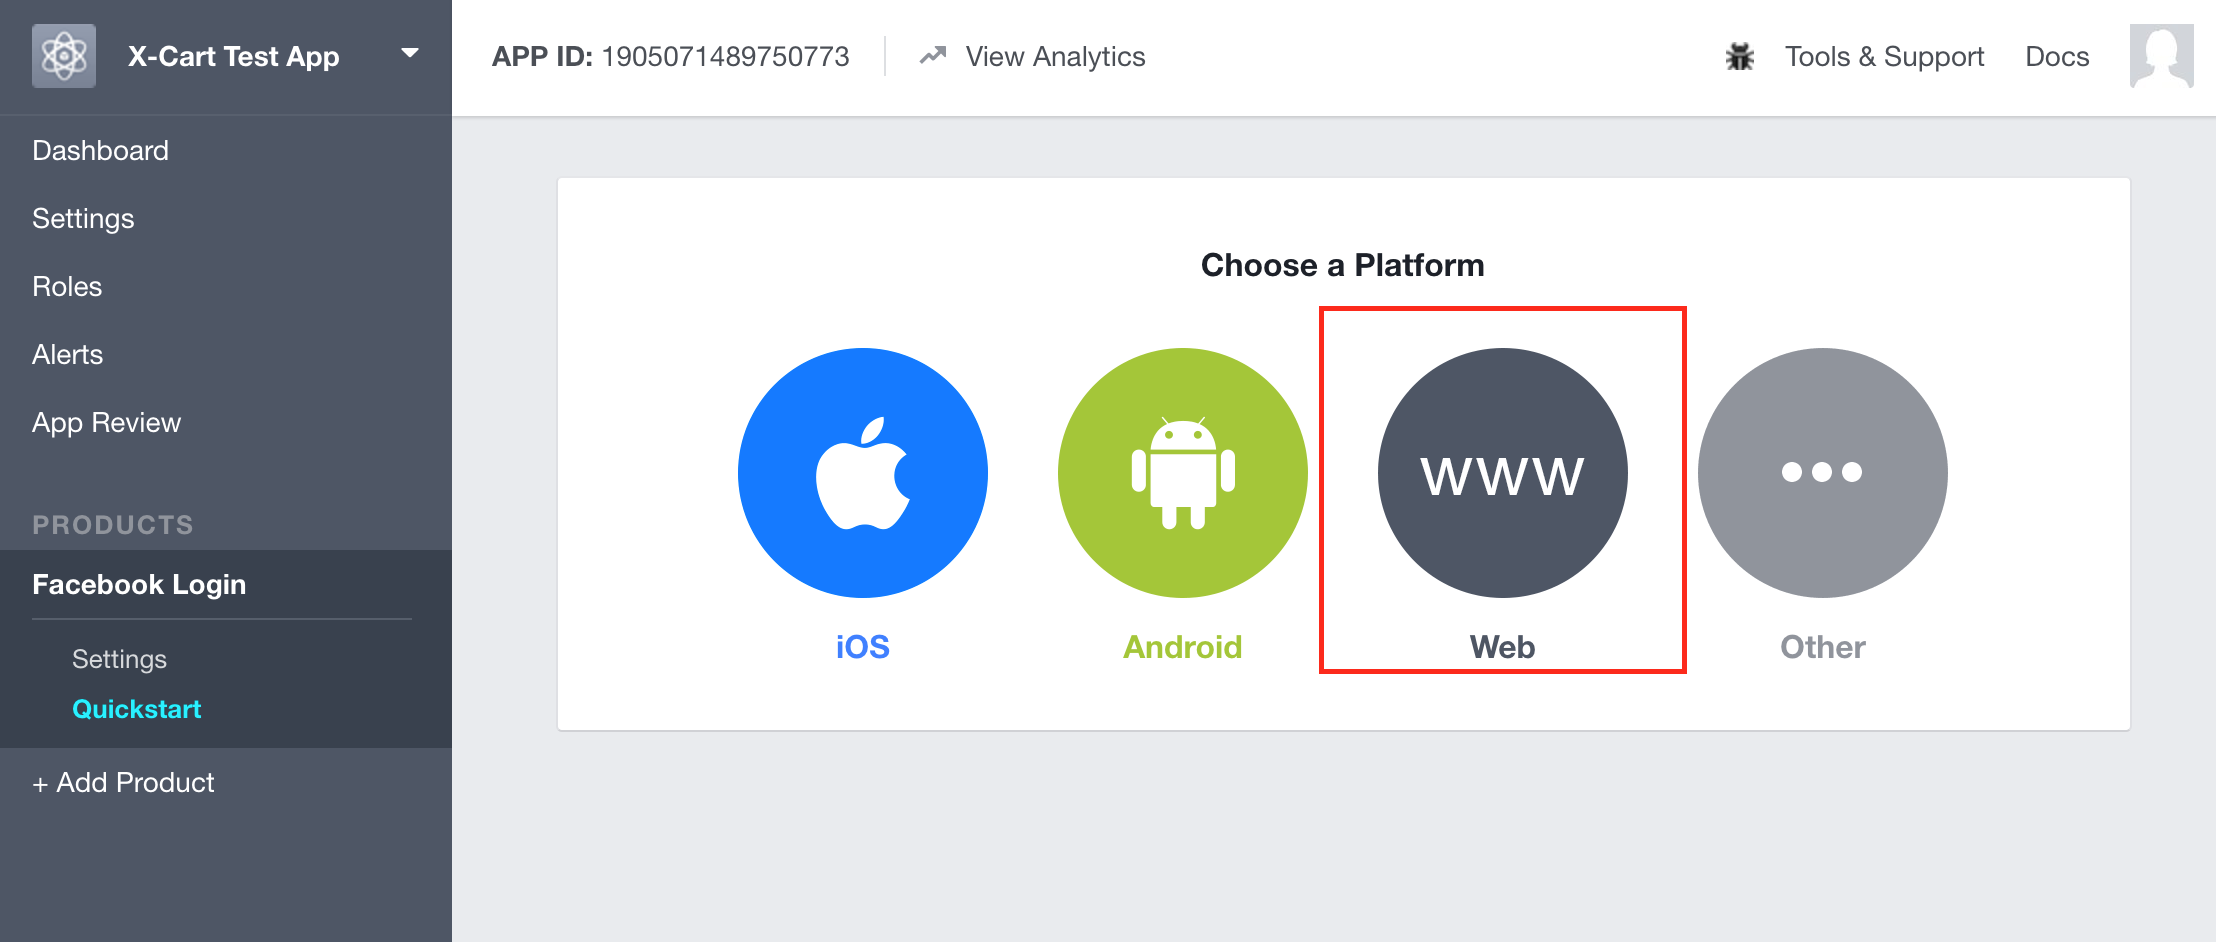 X-Cart Test App
APP ID: 1905071489750773
View Analytics
Tools & Support
Docs
Dashboard
Settings
Roles
Alerts
App Review
PRODUCTS
Facebook Login
Settings
Quickstart
+ Add Product
Choose a Platform
www
iOS
Android
Web
Other